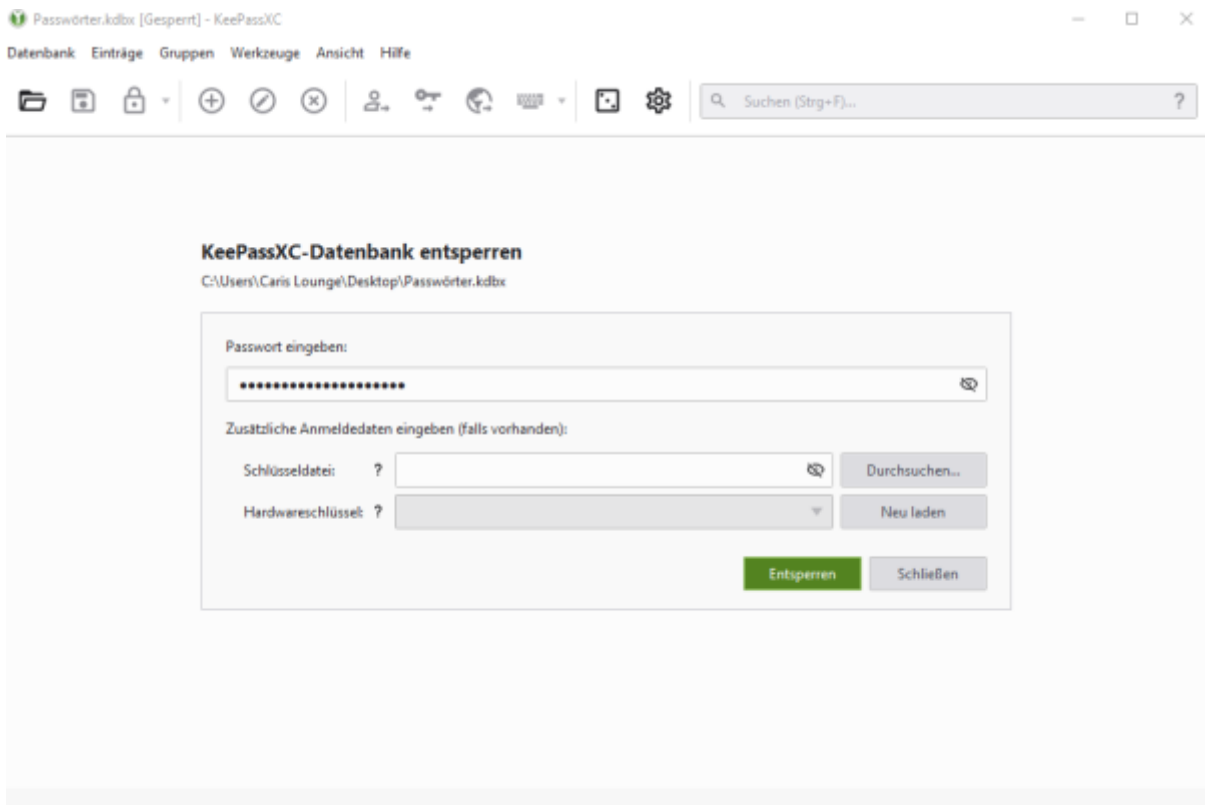 Passwörter.kdbx [Gesperrt] - KeePassXC
Datenbank Einträge Gruppen Werkzeuge Ansicht Hilfe
Suchen (Strg+F)... ?
KeePassXC-Datenbank entsperren
C:\Users\Caris Lounge\Desktop\Passwörter.kdbx
Passwort eingeben:
••••••••••••••••••••
Zusätzliche Anmeldedaten eingeben (falls vorhanden):
Schlüsseldatei: ? Durchsuchen...
Hardwareschlüssel: ? Neu laden
Entsperren Schließen